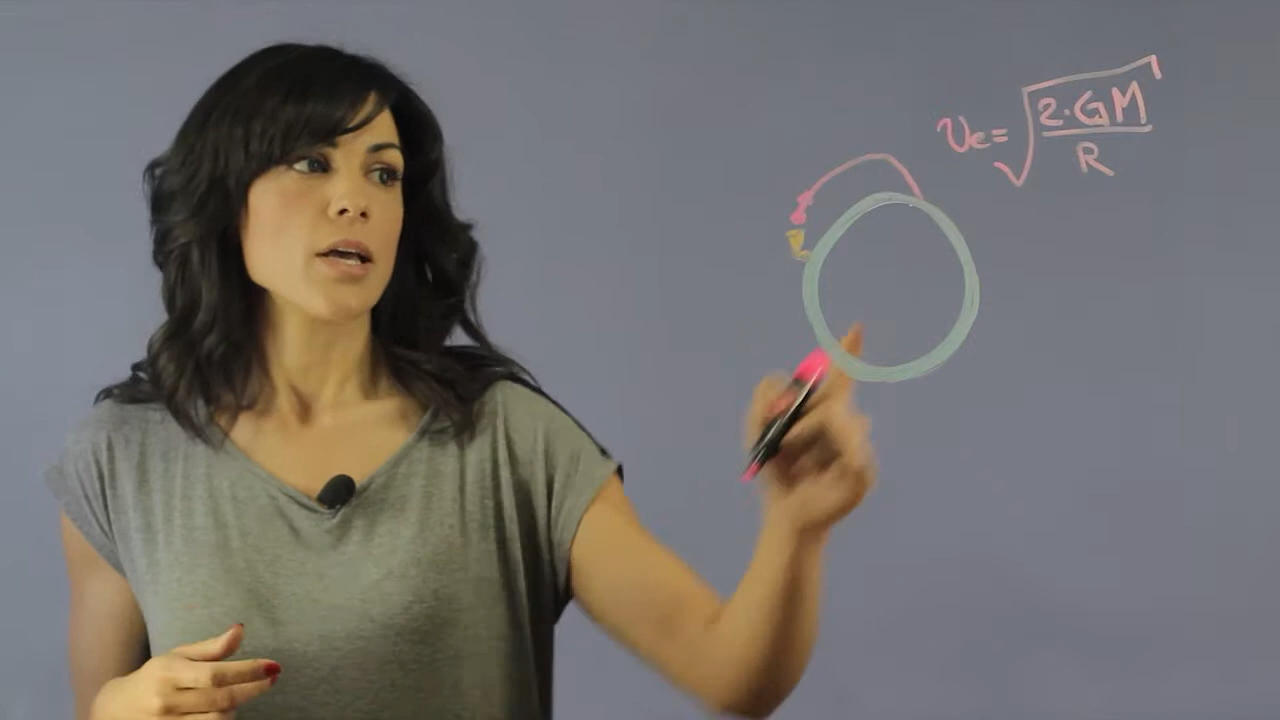 Ve = √(2·GM/R)